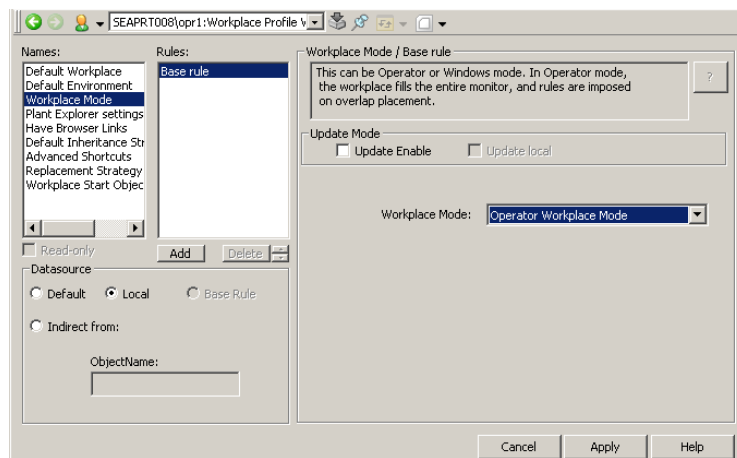 SEAPRT008\opr1:Workplace Profile V
Names:
Rules:
Default Workplace
Default Environment
Workplace Mode
Plant Explorer settings
Have Browser Links
Default Inheritance Str
Advanced Shortcuts
Replacement Strategy
Workplace Start Objec
Base rule
Read-only
Add
Delete
Datasource
Default
Local
Base Rule
Indirect from:
ObjectName:
Workplace Mode / Base rule
This can be Operator or Windows mode. In Operator mode,
the workplace fills the entire monitor, and rules are imposed
on overlap placement.
?
Update Mode
Update Enable
Update local
Workplace Mode:
Operator Workplace Mode
Cancel
Apply
Help